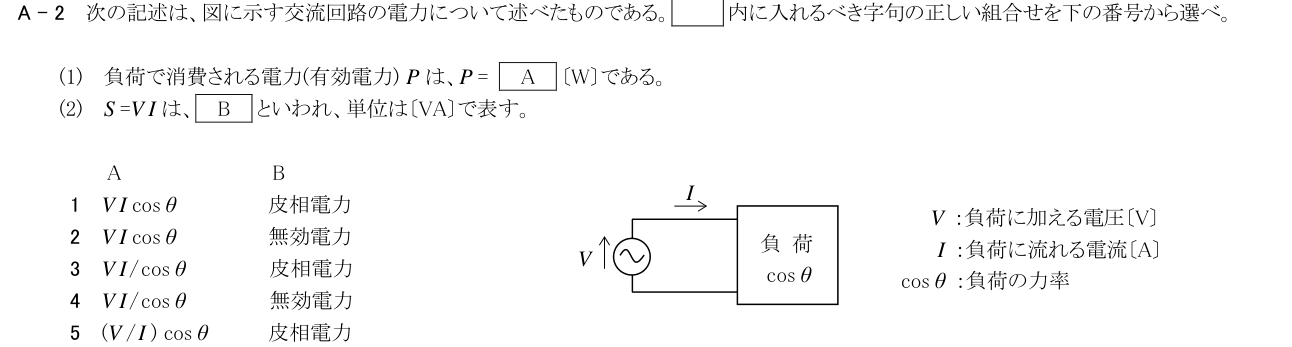 A－2 次の記述は、図に示す交流回路の電力について述べたものである。　　　内に入れるべき字句の正しい組合せを下の番号から選べ。
(1) 負荷で消費される電力(有効電力) P は、P = A 〔W〕である。
(2) S =VI は、 B といわれ、単位は〔VA〕で表す。
A B
1 VI cos θ 皮相電力
2 VI cos θ 無効電力
3 VI/cos θ 皮相電力
4 VI/cos θ 無効電力
5 (V/I) cos θ 皮相電力
I
V
負 荷
cos θ
V :負荷に加える電圧〔V〕
I :負荷に流れる電流〔A〕
cos θ :負荷の力率